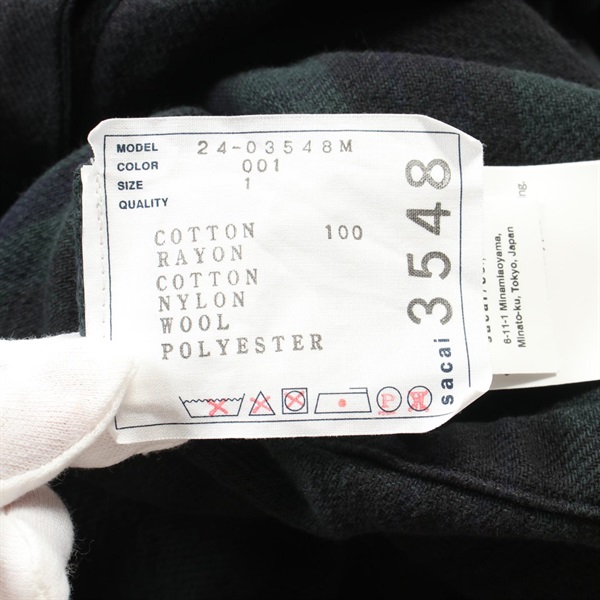 MODEL 24-03548M
COLOR 001
SIZE 1
QUALITY
COTTON 100
RAYON
COTTON
NYLON
WOOL
POLYESTER
sacai 3548
P
ng.
6-11-1 Minamiaoyama,
Minato-ku, Tokyo, Japan